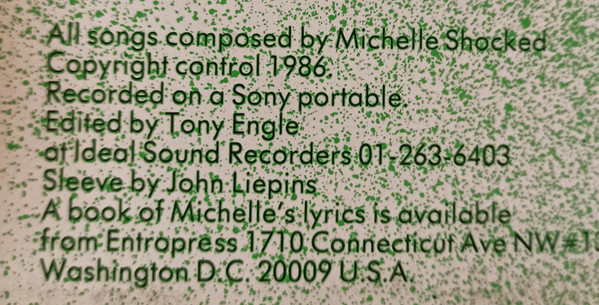 All songs composed by Michelle Shocked
Copyright control 1986.
Recorded on a Sony portable.
Edited by Tony Engle
at Ideal Sound Recorders 01-263-6403
Sleeve by John Liepins
A book of Michelle's lyrics is available
from Entropress 1710 Connecticut Ave NW
Washington D.C. 20009 U.S.A.